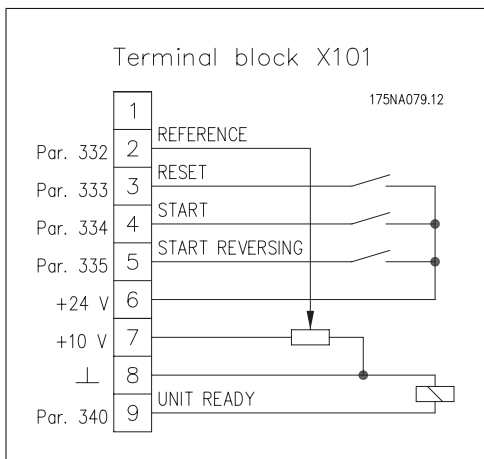 Terminal block X101
175NA079.12
1
Par. 332 2 REFERENCE
Par. 333 3 RESET
Par. 334 4 START
Par. 335 5 START REVERSING
+24 V 6
+10 V 7
⊥ 8
Par. 340 9 UNIT READY